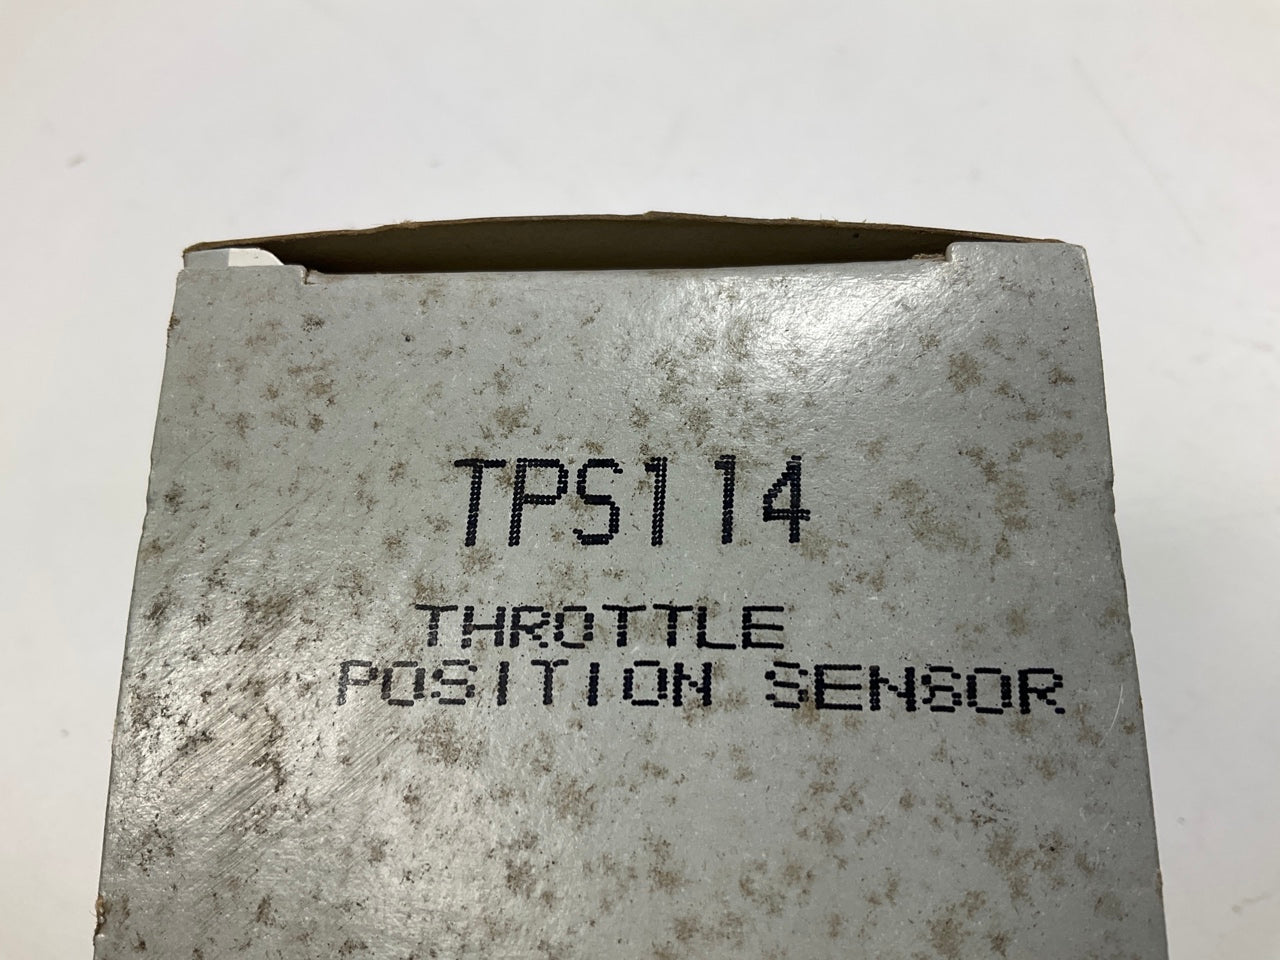 TPS114
THROTTLE
POSITION SENSOR